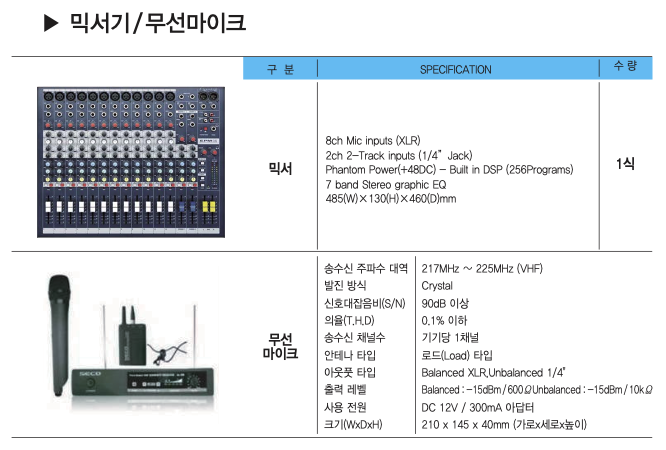 ▶ 믹서기/무선마이크
구 분 SPECIFICATION 수 량
믹서
8ch Mic inputs (XLR)
2ch 2-Track inputs (1/4" Jack)
Phantom Power(+48DC) - Built in DSP (256Programs)
7 band Stereo graphic EQ
485(W)×130(H)×460(D)mm
1식
무선
마이크
송수신 주파수 대역 217MHz ~ 225MHz (VHF)
발진 방식 Crystal
신호대잡음비(S/N) 90dB 이상
의율(T.H.D) 0.1% 이하
송수신 채널수 기기당 1채널
안테나 타입 로드(Load) 타입
아웃풋 타입 Balanced XLR,Unbalanced 1/4"
출력 레벨 Balanced : -15dBm/600ΩUnbalanced : -15dBm/10kΩ
사용 전원 DC 12V / 300mA 아답터
크기(WxDxH) 210 x 145 x 40mm (가로x세로x높이)
SECO